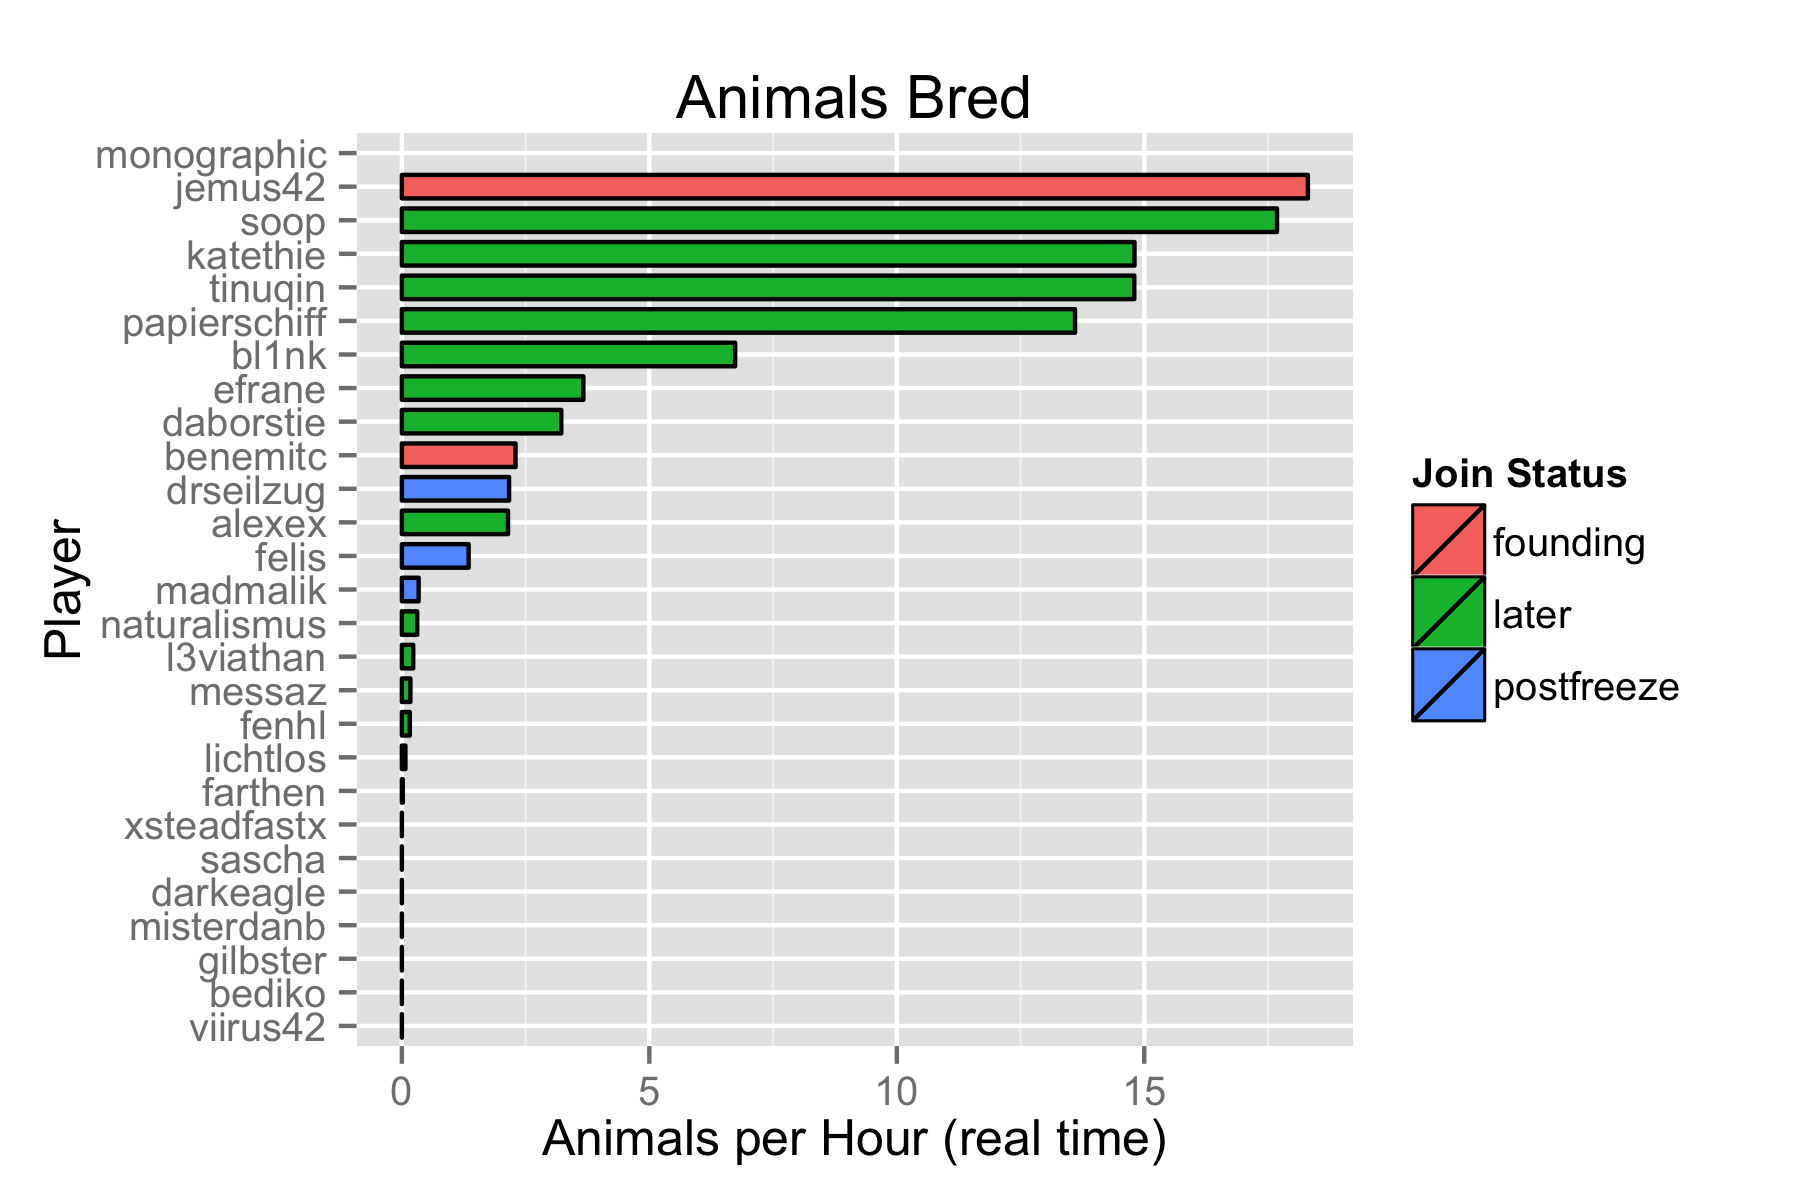 Animals Bred
monographic
jemus42
soop
katethie
tinuqin
papierschiff
bl1nk
efrane
daborstie
benemitc
drseilzug
alexex
felis
madmalik
naturalismus
l3viathan
messaz
fenhl
lichtlos
farthen
xsteadfastx
sascha
darkeagle
misterdanb
gilbster
bediko
viirus42
Player
0 5 10 15
Animals per Hour (real time)
Join Status
founding
later
postfreeze